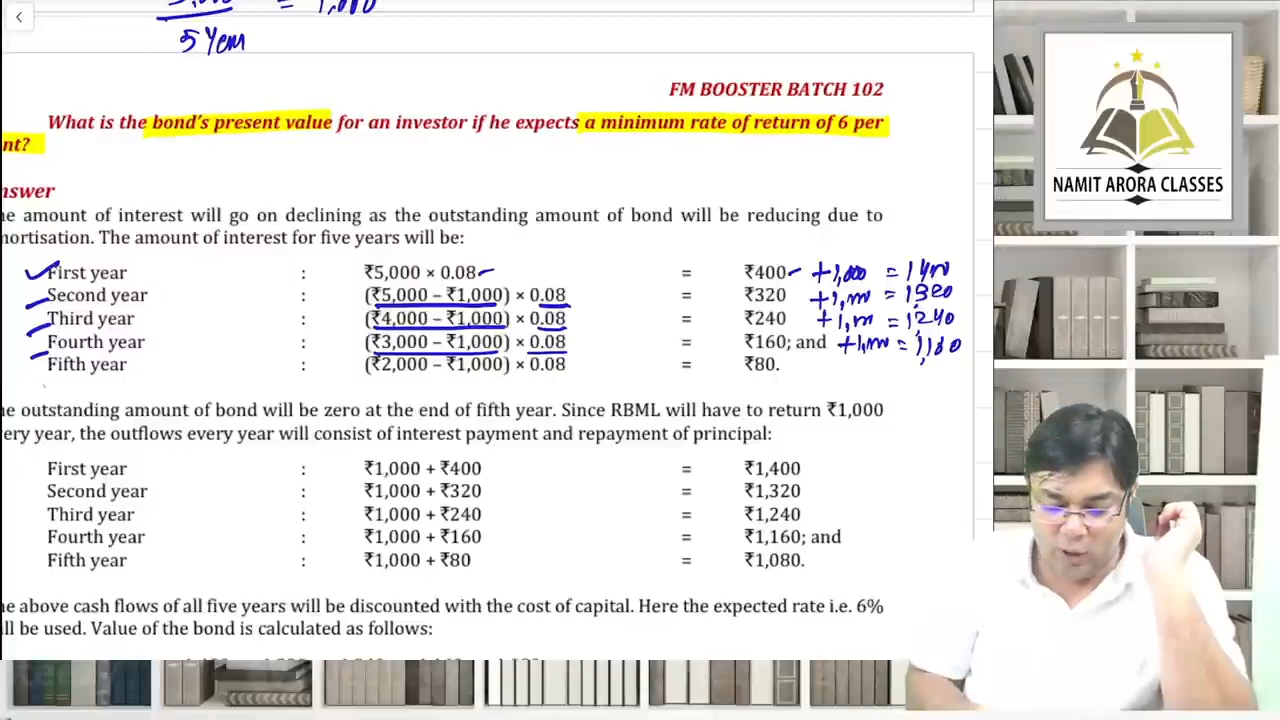 5 Year
FM BOOSTER BATCH 102
What is the bond's present value for an investor if he expects a minimum rate of return of 6 per
nt?
nswer
he amount of interest will go on declining as the outstanding amount of bond will be reducing due to
mortisation. The amount of interest for five years will be:
First year : ₹5,000 × 0.08 = ₹400 +1,000 = 1400
Second year : (₹5,000 – ₹1,000) × 0.08 = ₹320 = 1320
Third year : (₹4,000 – ₹1,000) × 0.08 = ₹240 = 1,240
Fourth year : (₹3,000 – ₹1,000) × 0.08 = ₹160; and = 1,160
Fifth year : (₹2,000 – ₹1,000) × 0.08 = ₹80.
he outstanding amount of bond will be zero at the end of fifth year. Since RBML will have to return ₹1,000
ery year, the outflows every year will consist of interest payment and repayment of principal:
First year : ₹1,000 + ₹400 = ₹1,400
Second year : ₹1,000 + ₹320 = ₹1,320
Third year : ₹1,000 + ₹240 = ₹1,240
Fourth year : ₹1,000 + ₹160 = ₹1,160; and
Fifth year : ₹1,000 + ₹80 = ₹1,080.
he above cash flows of all five years will be discounted with the cost of capital. Here the expected rate i.e. 6%
ll be used. Value of the bond is calculated as follows:
NAMIT ARORA CLASSES